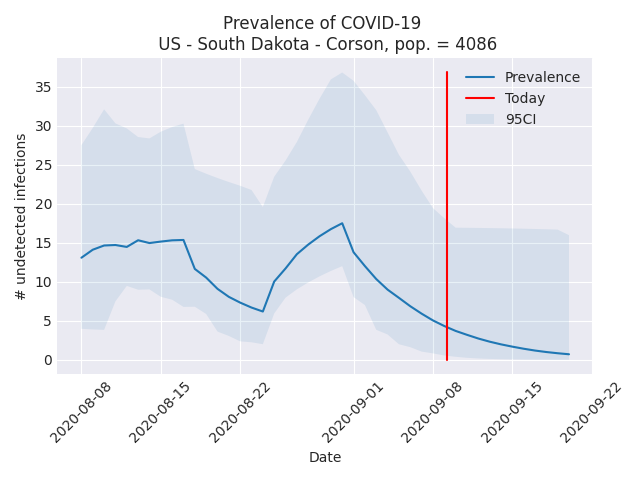 Prevalence of COVID-19
US - South Dakota - Corson, pop. = 4086
Prevalence
Today
95CI
# undetected infections
35
30
25
20
15
10
5
0
2020-08-08
2020-08-15
2020-08-22
2020-09-01
2020-09-08
2020-09-15
2020-09-22
Date